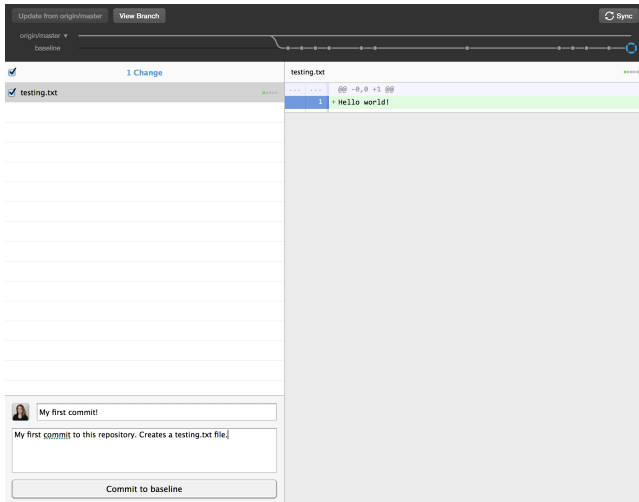 Update from origin/master View Branch Sync
origin/master ▾
baseline
1 Change
testing.txt
testing.txt
... ... @@ -0,0 +1 @@
1 + Hello world!
My first commit!
My first commit to this repository. Creates a testing.txt file.
Commit to baseline